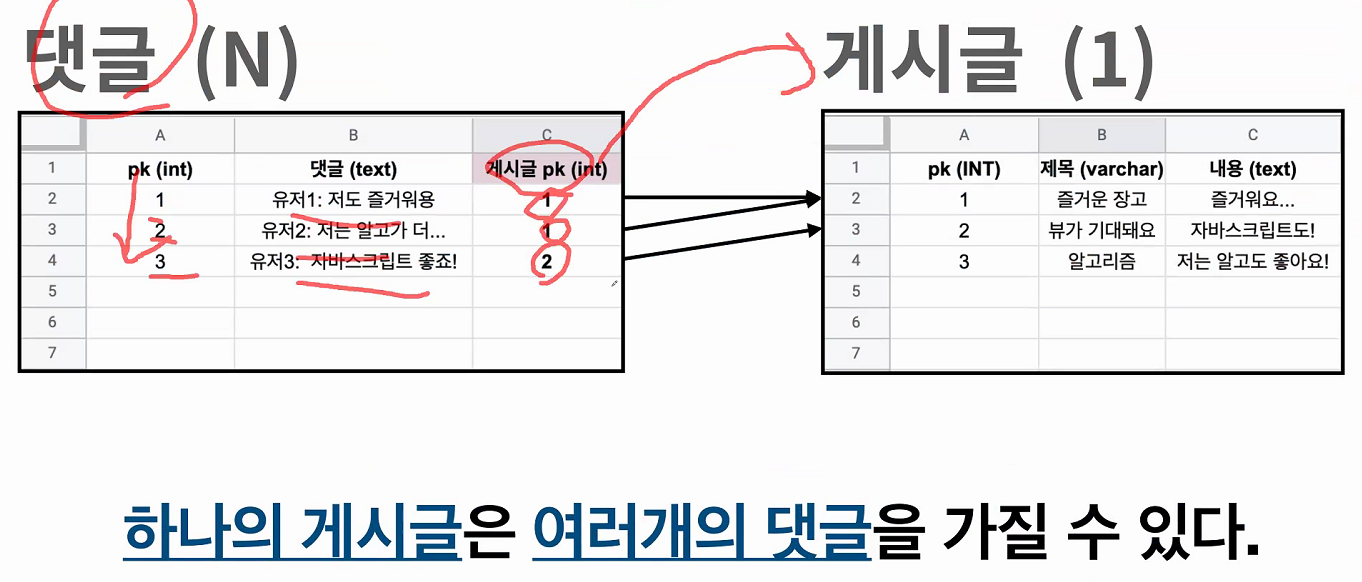 댓글 (N)
게시글 (1)
A B C
1 pk (int) 댓글 (text) 게시글 pk (int)
2 1 유저1: 저도 즐거워용 1
3 2 유저2: 저는 알고가 더... 1
4 3 유저3: 자바스크립트 좋죠! 2
5
6
7
A B C
1 pk (INT) 제목 (varchar) 내용 (text)
2 1 즐거운 장고 즐거워요...
3 2 뷰가 기대돼요 자바스크립트도!
4 3 알고리즘 저는 알고도 좋아요!
5
6
7
하나의 게시글은 여러개의 댓글을 가질 수 있다.